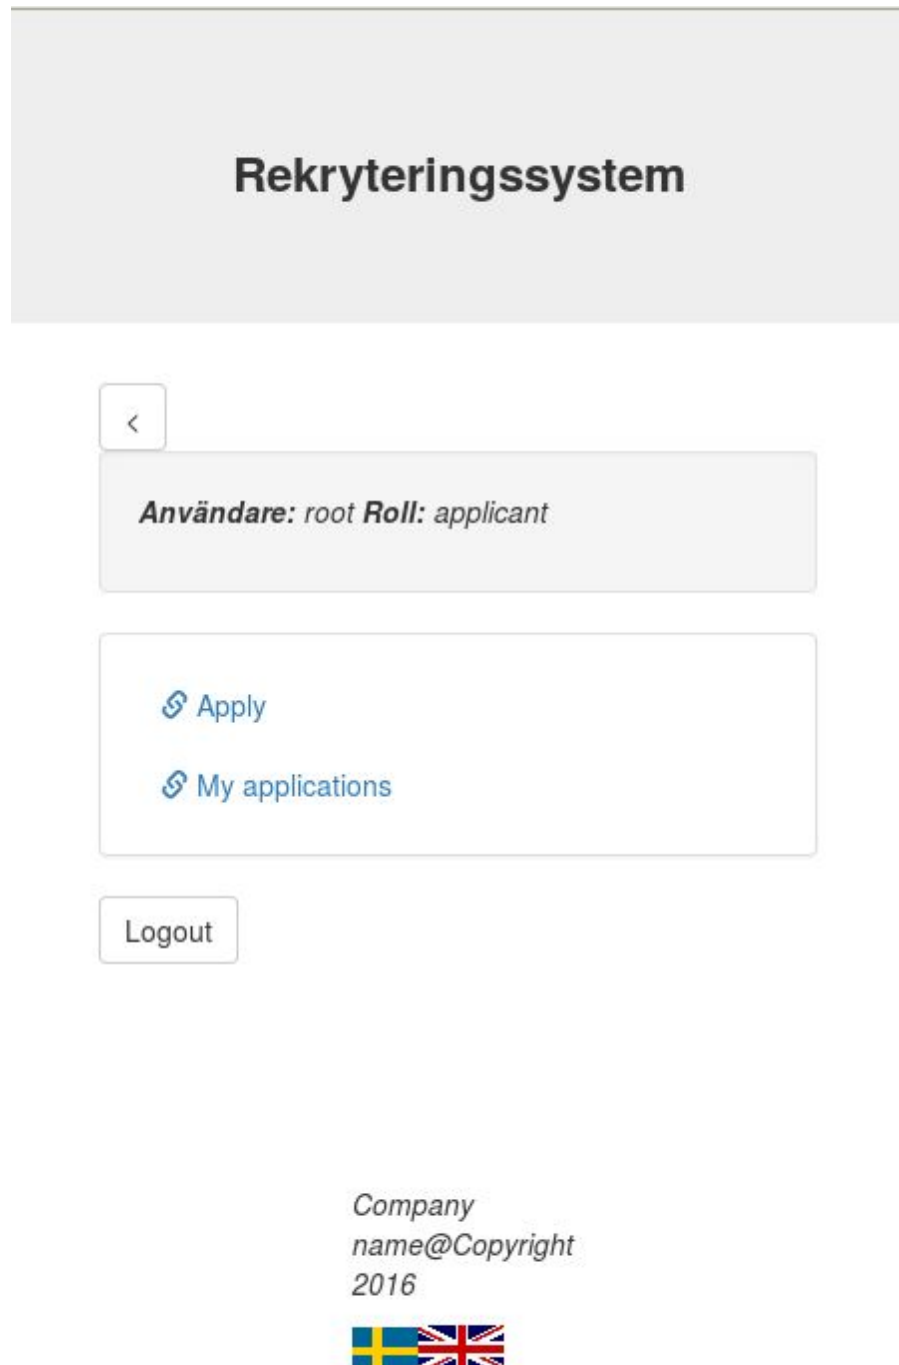 Rekryteringssystem
<
Användare: root Roll: applicant
Apply
My applications
Logout
Company
name@Copyright
2016